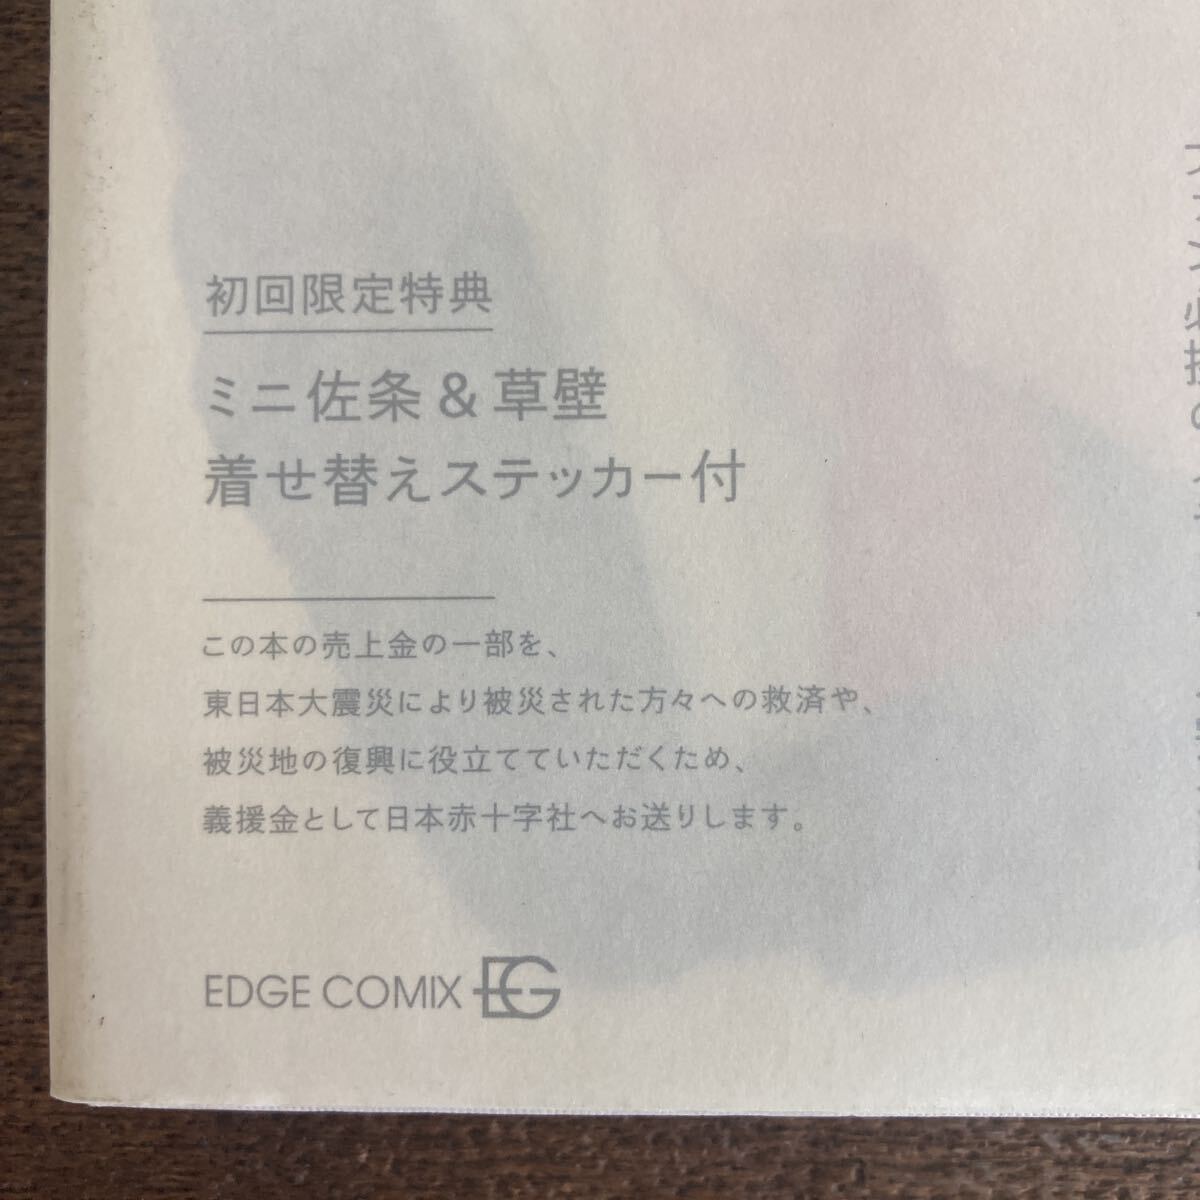 初回限定特典
ミニ佐条＆草壁
着せ替えステッカー付
この本の売上金の一部を、
東日本大震災により被災された方々への救済や、
被災地の復興に役立てていただくため、
義援金として日本赤十字社へお送りします。
EDGE COMIX EG